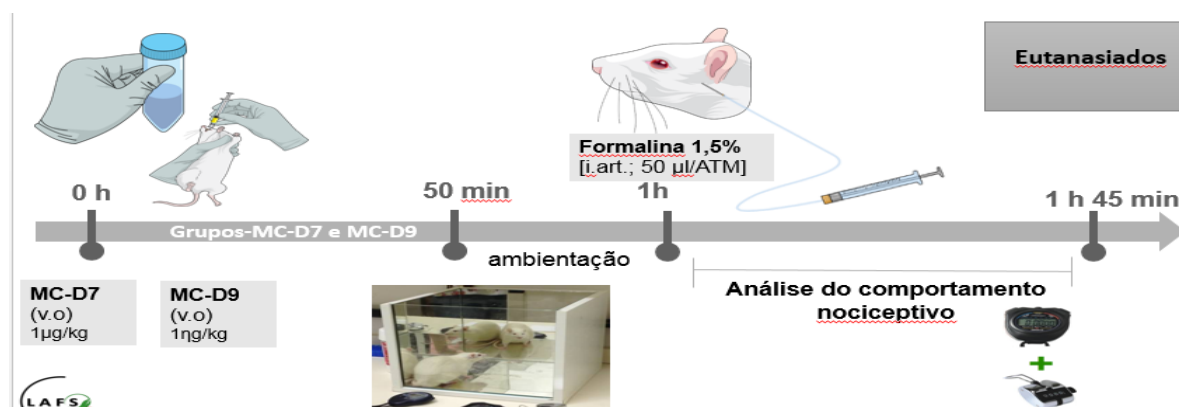 Eutanasiados
Formalina 1,5%
[i.art.; 50 µl/ATM]
0 h
50 min
1h
1 h 45 min
Grupos-MC-D7 e MC-D9
ambientação
MC-D7
(v.o)
1µg/kg
MC-D9
(v.o)
1ηg/kg
Análise do comportamento
nociceptivo
LAFS